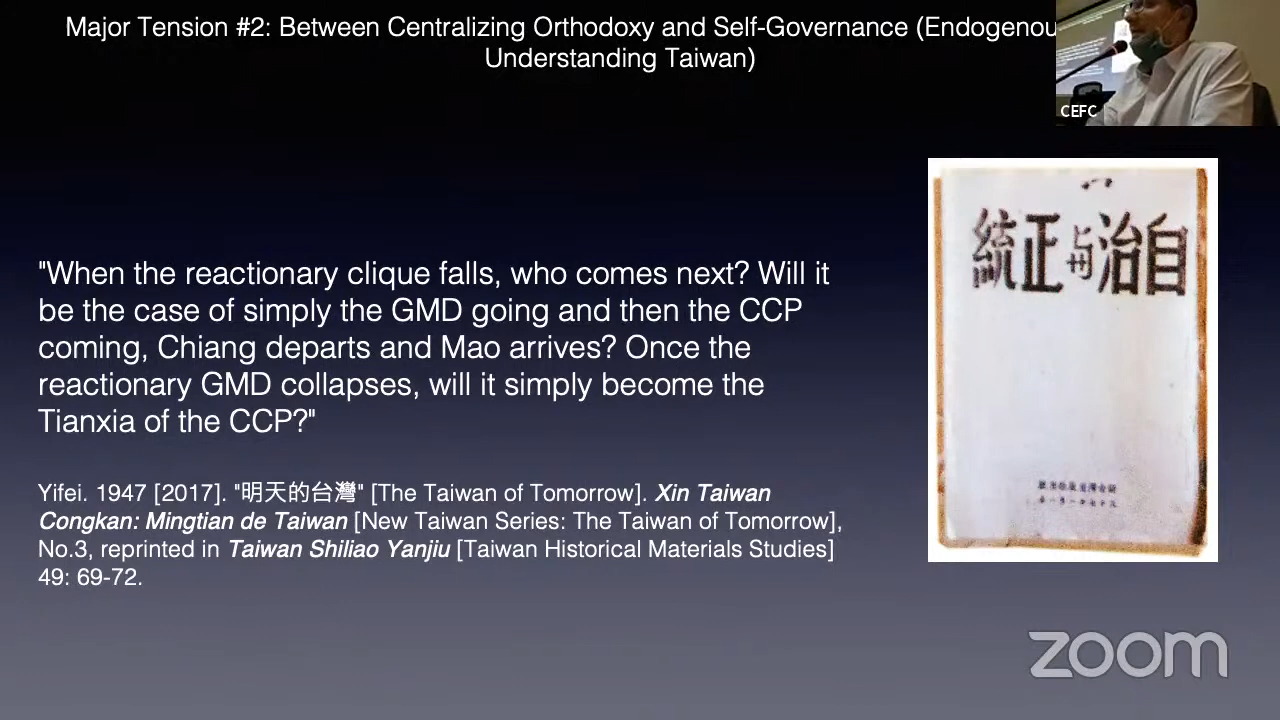 Major Tension #2: Between Centralizing Orthodoxy and Self-Governance (Endogenou
Understanding Taiwan)
CEFC
自治與正統
"When the reactionary clique falls, who comes next? Will it
be the case of simply the GMD going and then the CCP
coming, Chiang departs and Mao arrives? Once the
reactionary GMD collapses, will it simply become the
Tianxia of the CCP?"
Yifei. 1947 [2017]. "明天的台灣" [The Taiwan of Tomorrow]. Xin Taiwan
Congkan: Mingtian de Taiwan [New Taiwan Series: The Taiwan of Tomorrow],
No.3, reprinted in Taiwan Shiliao Yanjiu [Taiwan Historical Materials Studies]
49: 69-72.
zoom